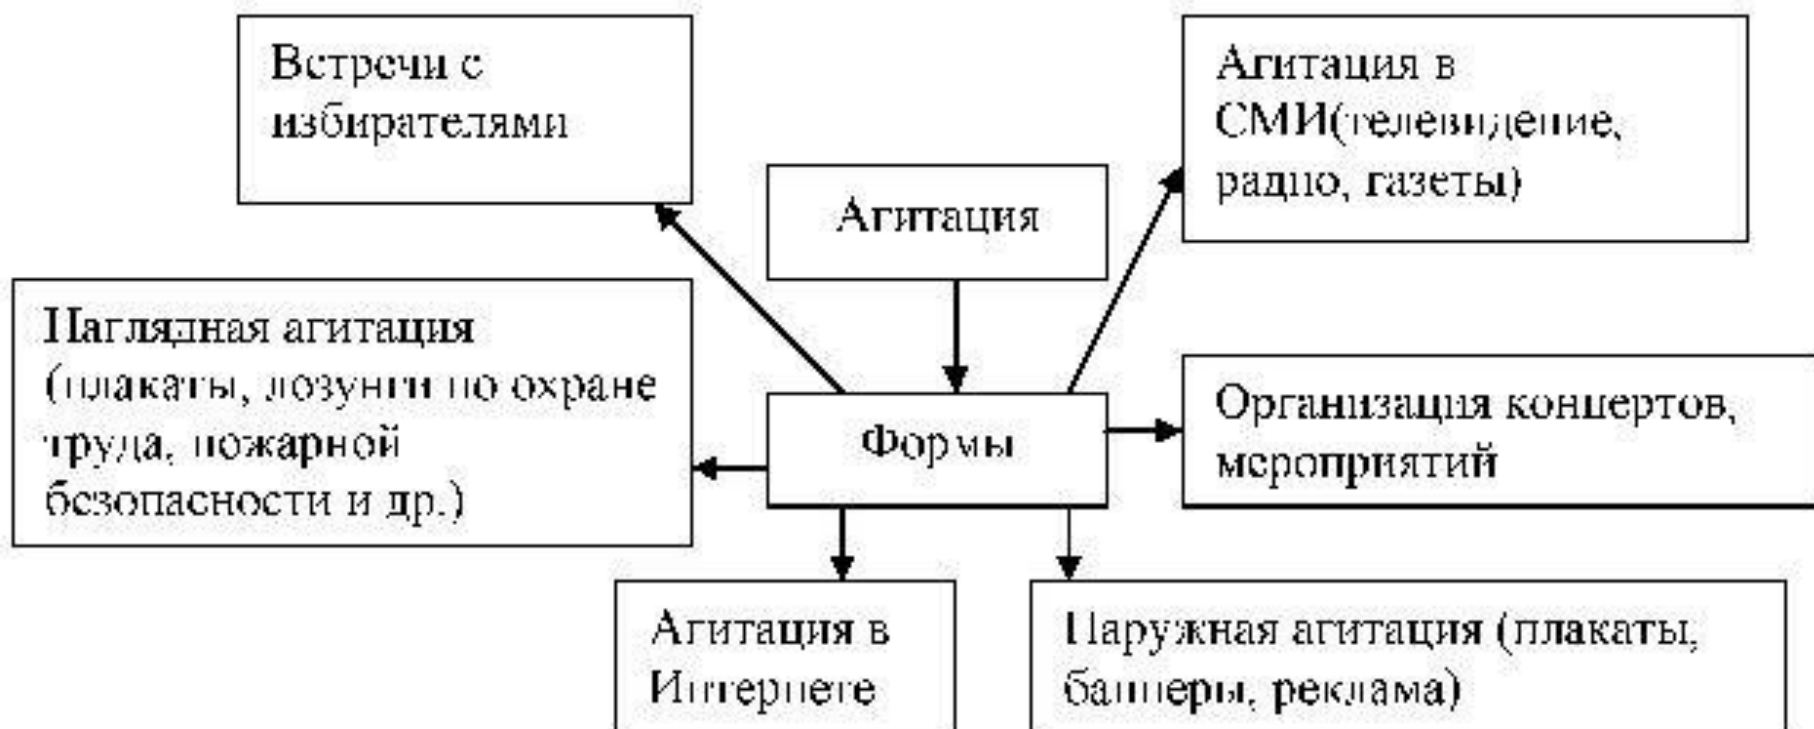 Встречи с
избирателями
Агитация в
СМИ(телевидение,
радио, газеты)
Агитация
Наглядная агитация
(плакаты, лозунги по охране
труда, пожарной
безопасности и др.)
Формы
Организация концертов,
мероприятий
Агитация в
Интернете
Наружная агитация (плакаты,
баннеры, реклама)